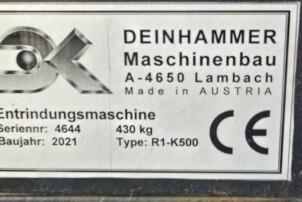 DEINHAMMER
Maschinenbau
A-4650 Lambach
Made in AUSTRIA
Entrindungsmaschine
Seriennr: 4644 430 kg
Baujahr: 2021 Type: R1-K500
CE